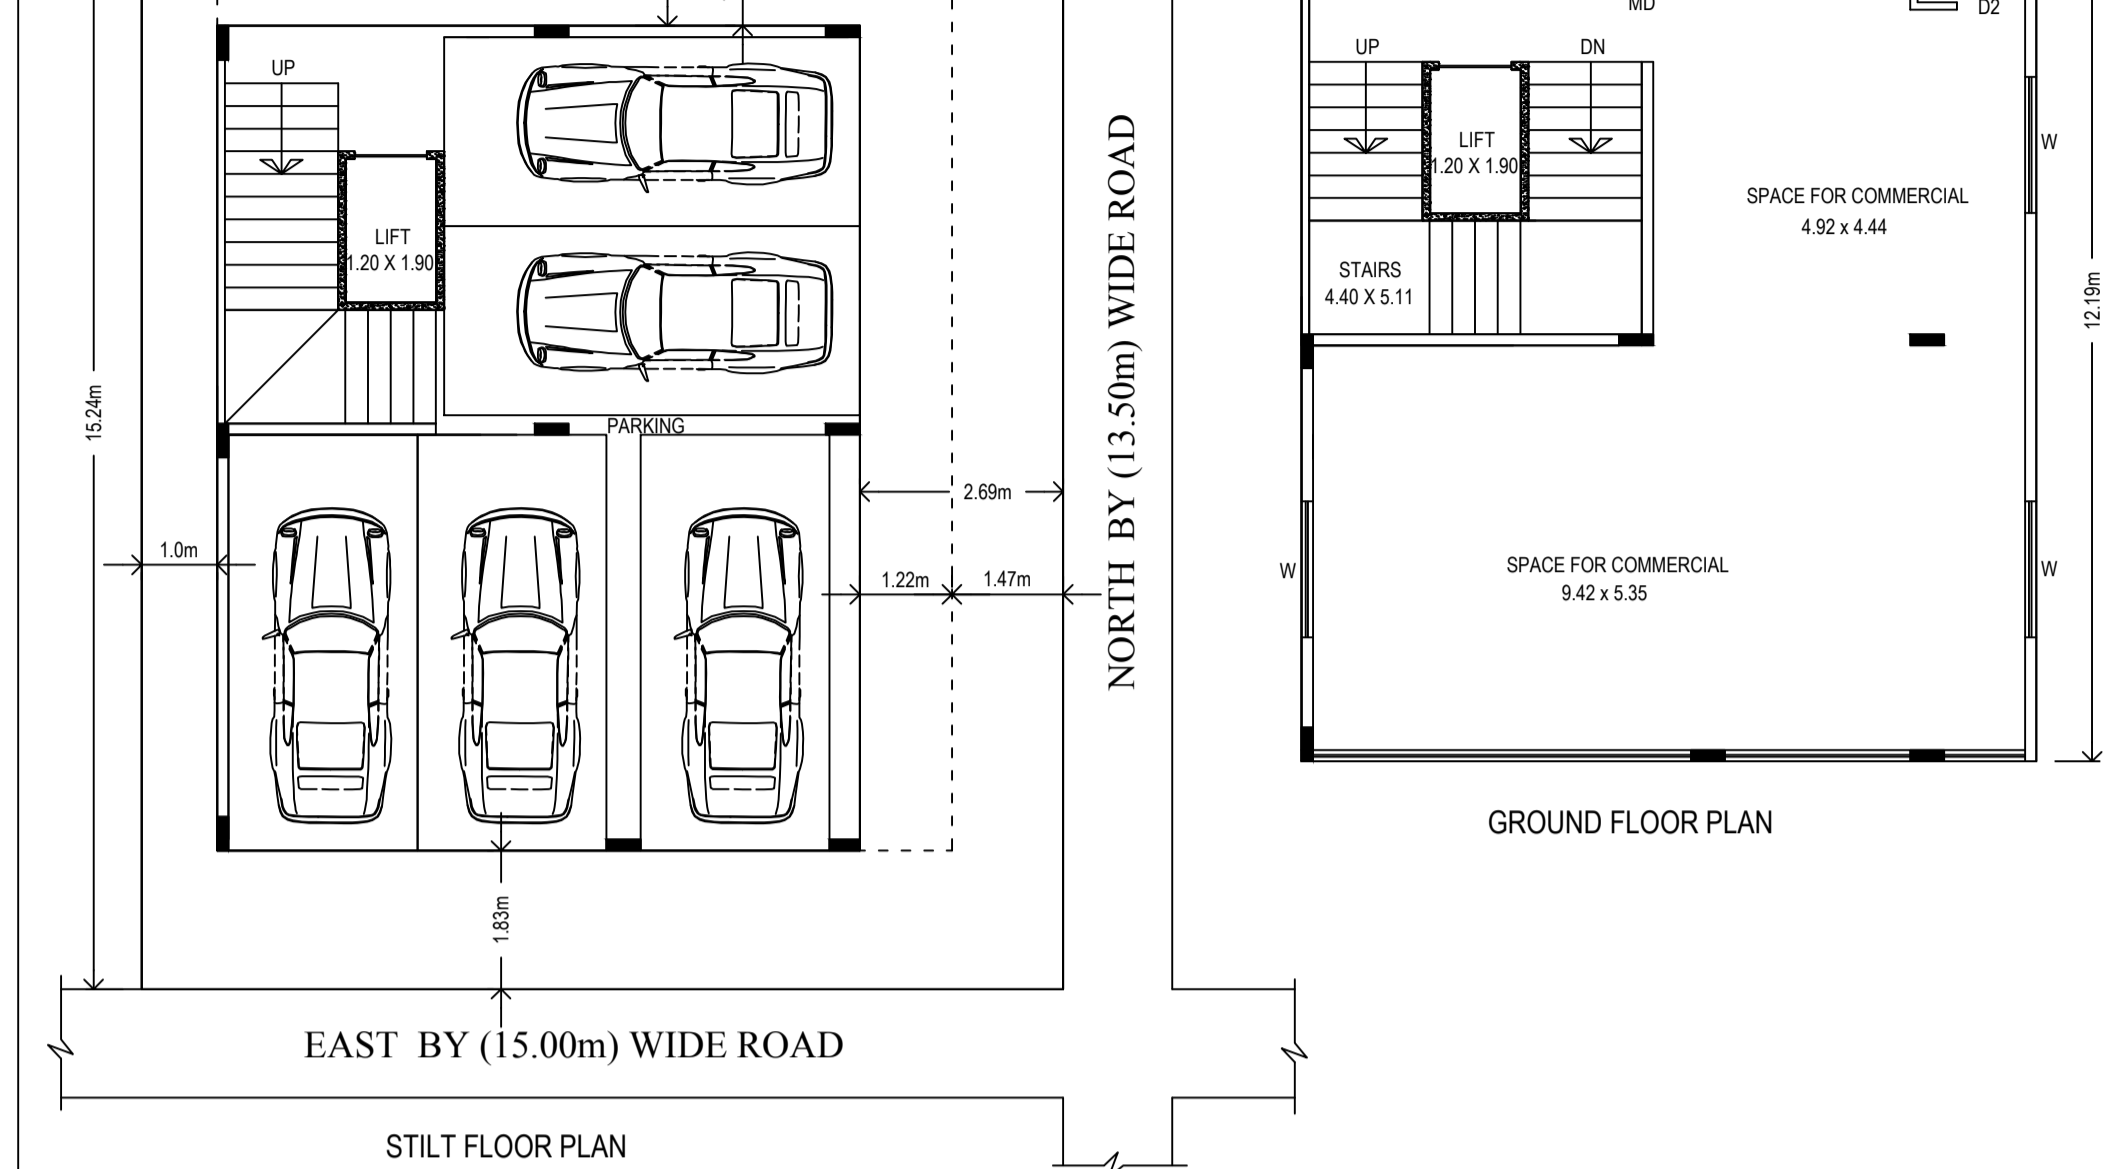 UP
LIFT
1.20 X 1.90
PARKING
15.24m
1.0m
2.69m
1.22m
1.47m
1.83m
NORTH BY (13.50m) WIDE ROAD
EAST BY (15.00m) WIDE ROAD
STILT FLOOR PLAN
MD
D2
UP
DN
LIFT
1.20 X 1.90
W
SPACE FOR COMMERCIAL
4.92 x 4.44
STAIRS
4.40 X 5.11
12.19m
W
SPACE FOR COMMERCIAL
9.42 x 5.35
W
GROUND FLOOR PLAN